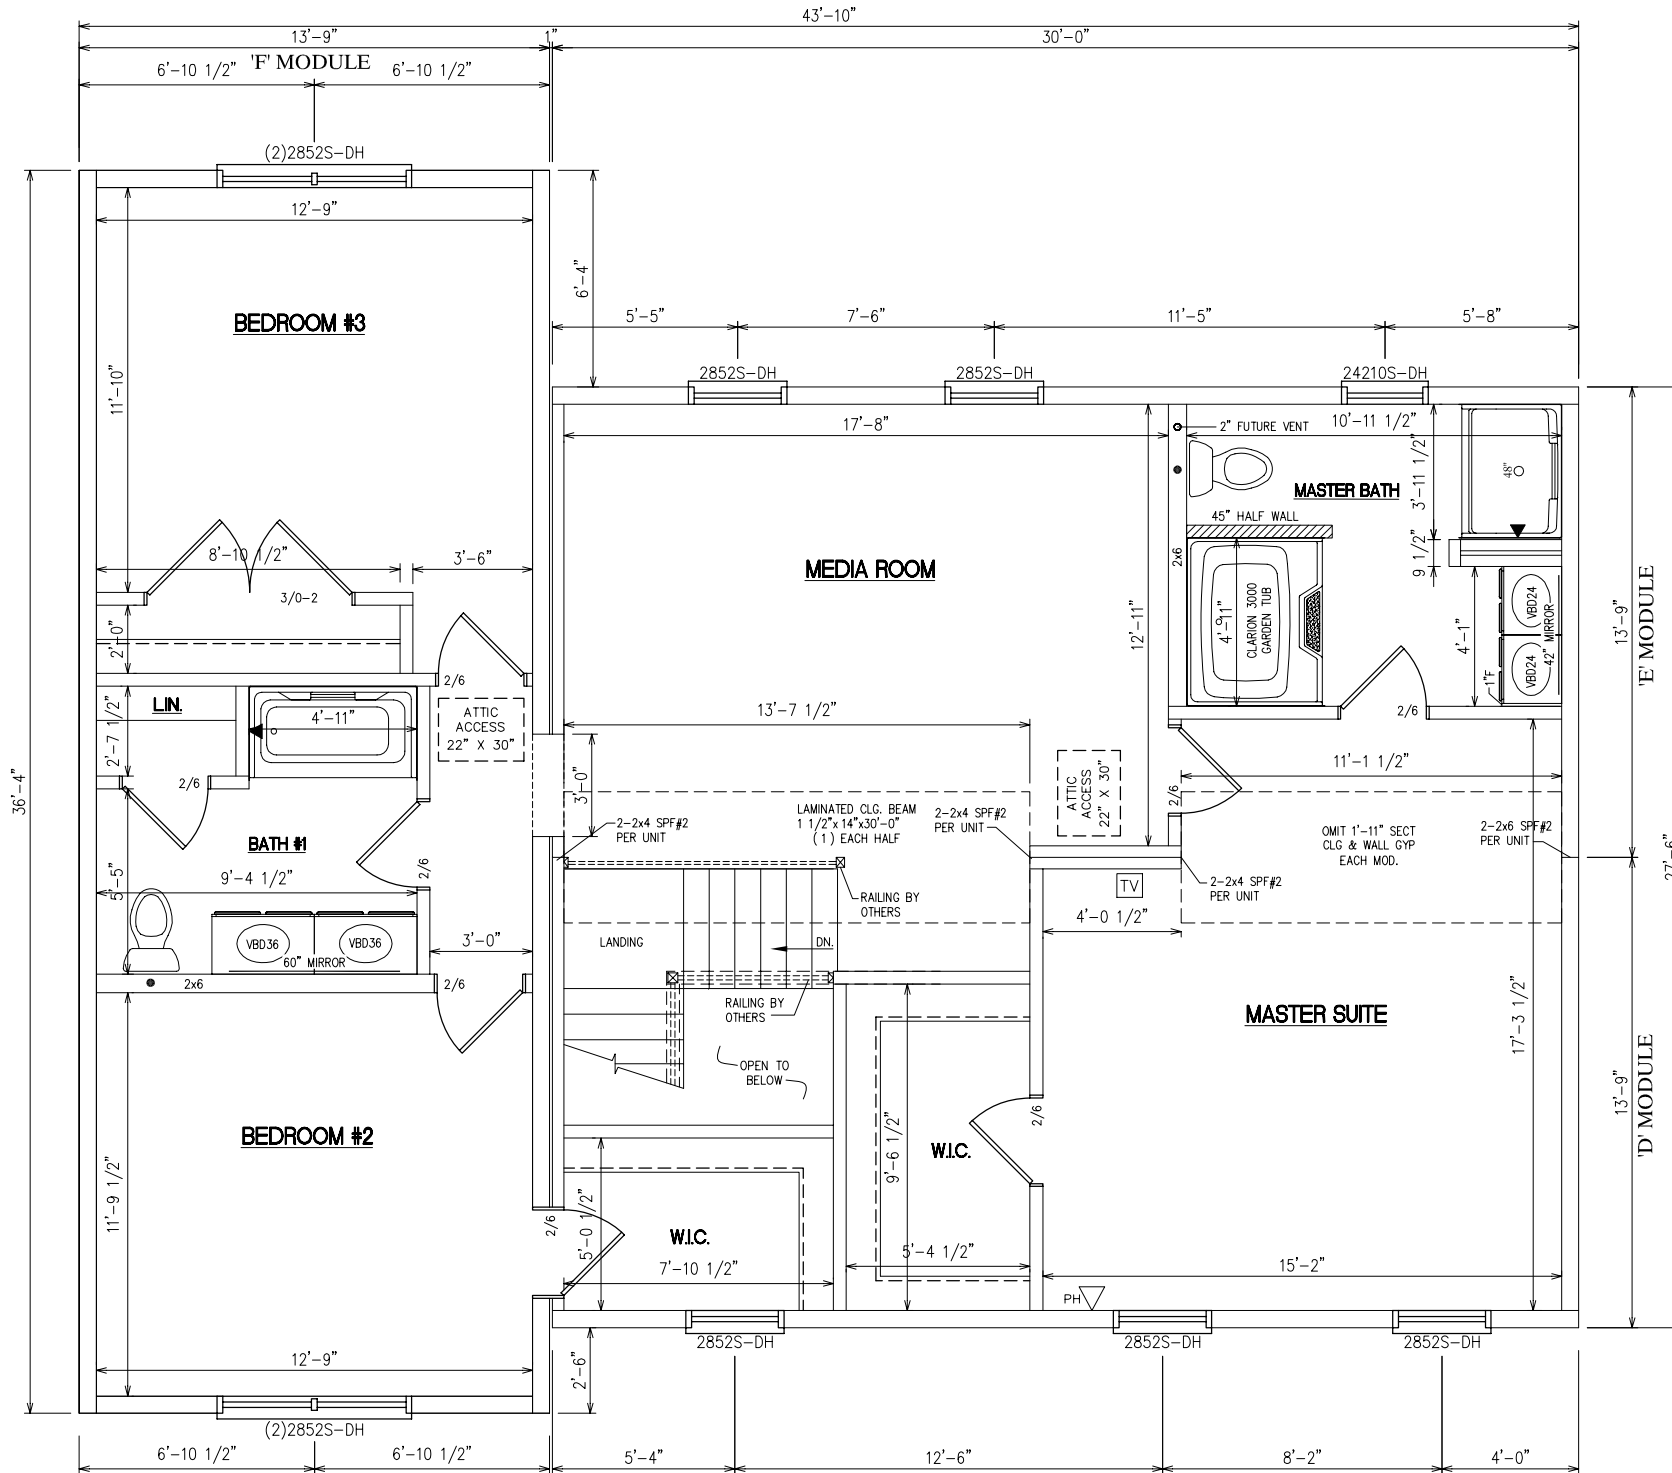 43'-10"
13'-9"
1"
30'-0"
'F' MODULE
6'-10 1/2"
6'-10 1/2"
(2)2852S-DH
12'-9"
6'-4"
BEDROOM #3
5'-5"
7'-6"
11'-5"
5'-8"
2852S-DH
2852S-DH
24210S-DH
11'-10"
17'-8"
2" FUTURE VENT
10'-11 1/2"
3'-11 1/2"
48"
MASTER BATH
45" HALF WALL
8'-10 1/2"
3'-6"
3/0-2
MEDIA ROOM
2x6
9 1/2"
13'-9"
'E' MODULE
2'-0"
12'-11"
4'-11"
CLARION 3000
GARDEN TUB
4'-1"
VBD24
VBD24
42" MIRROR
1"F
2/6
2/6
LIN.
4'-11"
ATTIC
ACCESS
22" X 30"
13'-7 1/2"
2'-7 1/2"
2/6
3'-0"
11'-1 1/2"
36'-4"
ATTIC
ACCESS
22" X 30"
2/6
2-2x4 SPF#2
PER UNIT
LAMINATED CLG. BEAM
1 1/2"x 14"x30'-0"
(1) EACH HALF
2-2x4 SPF#2
PER UNIT
OMIT 1'-11" SECT
CLG & WALL GYP
EACH MOD.
2-2x6 SPF#2
PER UNIT
27'-6"
BATH #1
5'-5"
9'-4 1/2"
2/6
RAILING BY
OTHERS
TV
2-2x4 SPF#2
PER UNIT
4'-0 1/2"
VBD36
VBD36
60" MIRROR
3'-0"
LANDING
DN.
2x6
2/6
RAILING BY
OTHERS
MASTER SUITE
17'-3 1/2"
OPEN TO
BELOW
13'-9"
'D' MODULE
BEDROOM #2
9'-6 1/2"
2/6
W.I.C.
11'-9 1/2"
2/6
5'-0 1/2"
W.I.C.
7'-10 1/2"
5'-4 1/2"
15'-2"
PH
2852S-DH
2852S-DH
2852S-DH
12'-9"
2'-6"
(2)2852S-DH
6'-10 1/2"
6'-10 1/2"
5'-4"
12'-6"
8'-2"
4'-0"